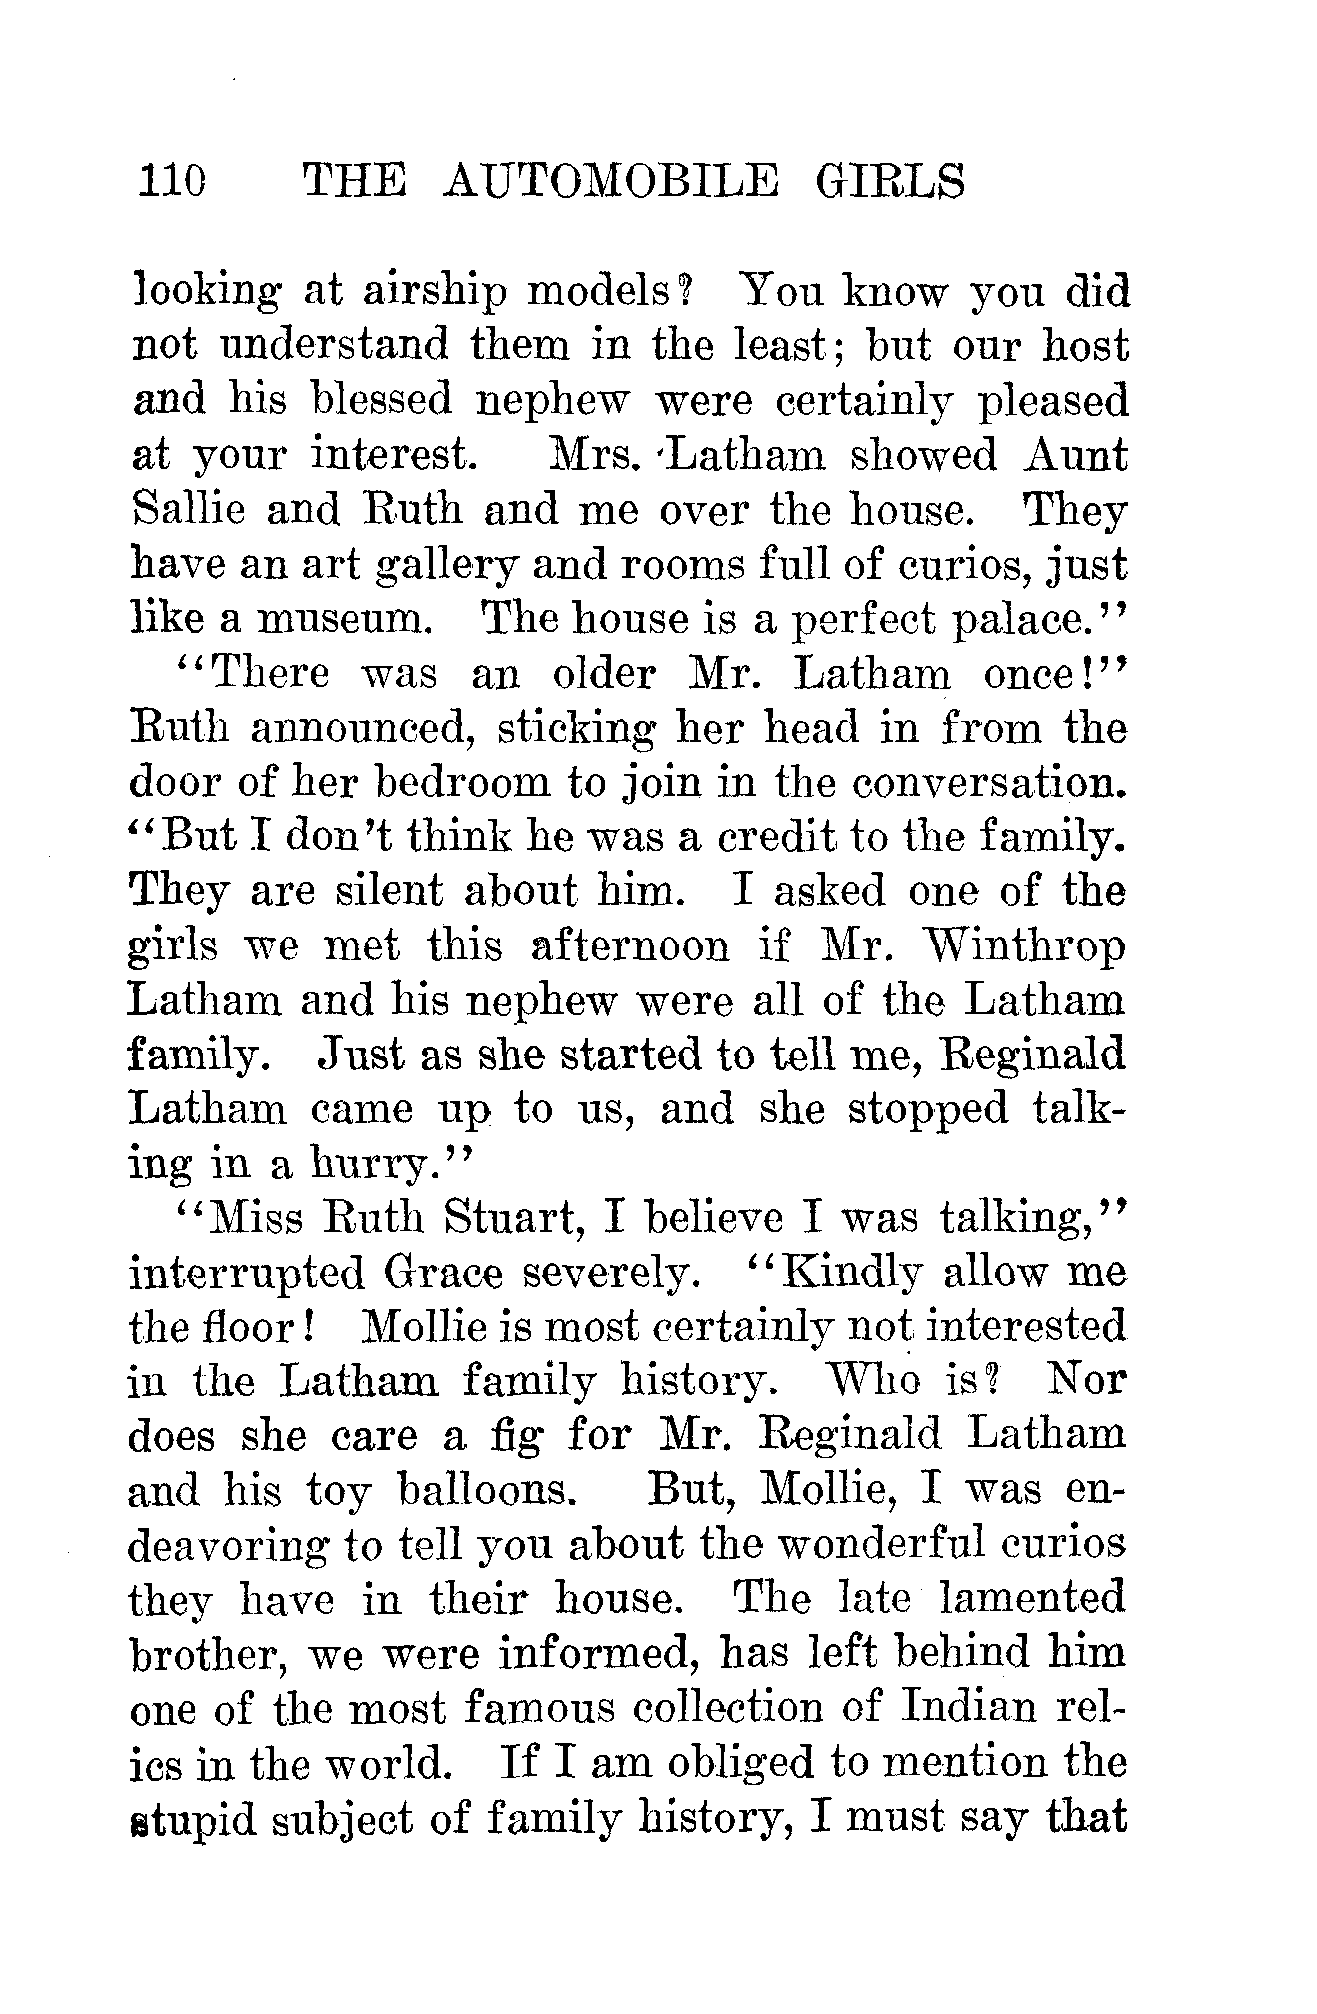 110 THE AUTOMOBILE GIRLS
looking at airship models? You know you did
not understand them in the least; but our host
and his blessed nephew were certainly pleased
at your interest. Mrs. Latham showed Aunt
Sallie and Ruth and me over the house. They
have an art gallery and rooms full of curios, just
like a museum. The house is a perfect palace."
"There was an older Mr. Latham once!"
Ruth announced, sticking her head in from the
door of her bedroom to join in the conversation.
"But I don't think he was a credit to the family.
They are silent about him. I asked one of the
girls we met this afternoon if Mr. Winthrop
Latham and his nephew were all of the Latham
family. Just as she started to tell me, Reginald
Latham came up to us, and she stopped talk-
ing in a hurry."
"Miss Ruth Stuart, I believe I was talking,"
interrupted Grace severely. "Kindly allow me
the floor! Mollie is most certainly not interested
in the Latham family history. Who is? Nor
does she care a fig for Mr. Reginald Latham
and his toy balloons. But, Mollie, I was en-
deavoring to tell you about the wonderful curios
they have in their house. The late lamented
brother, we were informed, has left behind him
one of the most famous collection of Indian rel-
ics in the world. If I am obliged to mention the
stupid subject of family history, I must say that